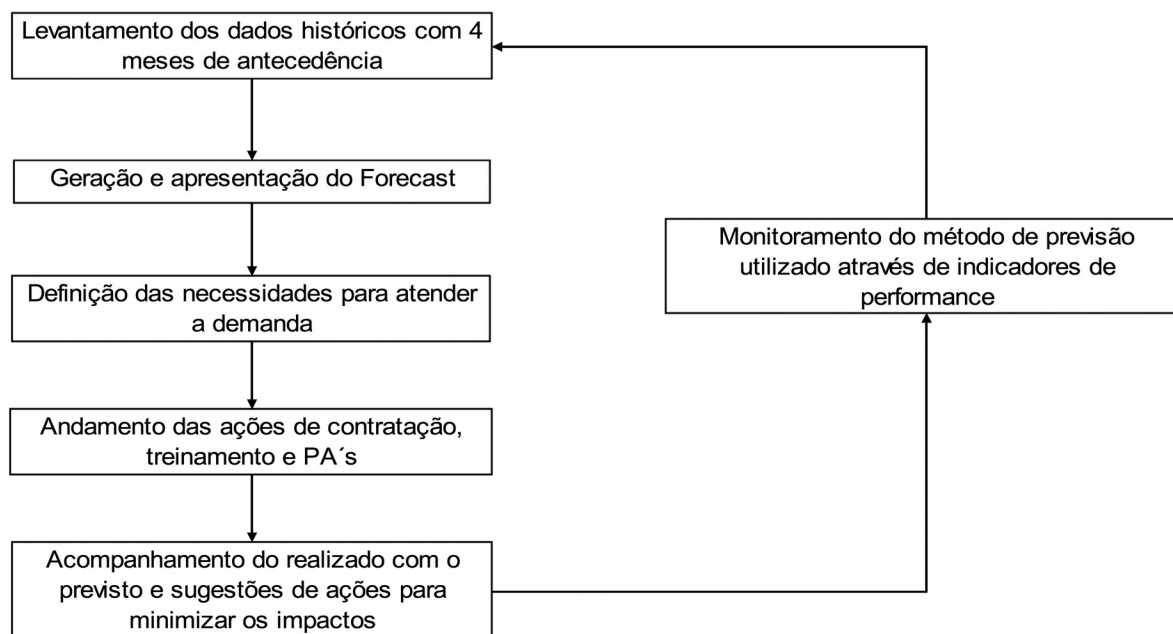 Levantamento dos dados históricos com 4
meses de antecedência
Geração e apresentação do Forecast
Definição das necessidades para atender
a demanda
Andamento das ações de contratação,
treinamento e PA´s
Acompanhamento do realizado com o
previsto e sugestões de ações para
minimizar os impactos
Monitoramento do método de previsão
utilizado através de indicadores de
performance